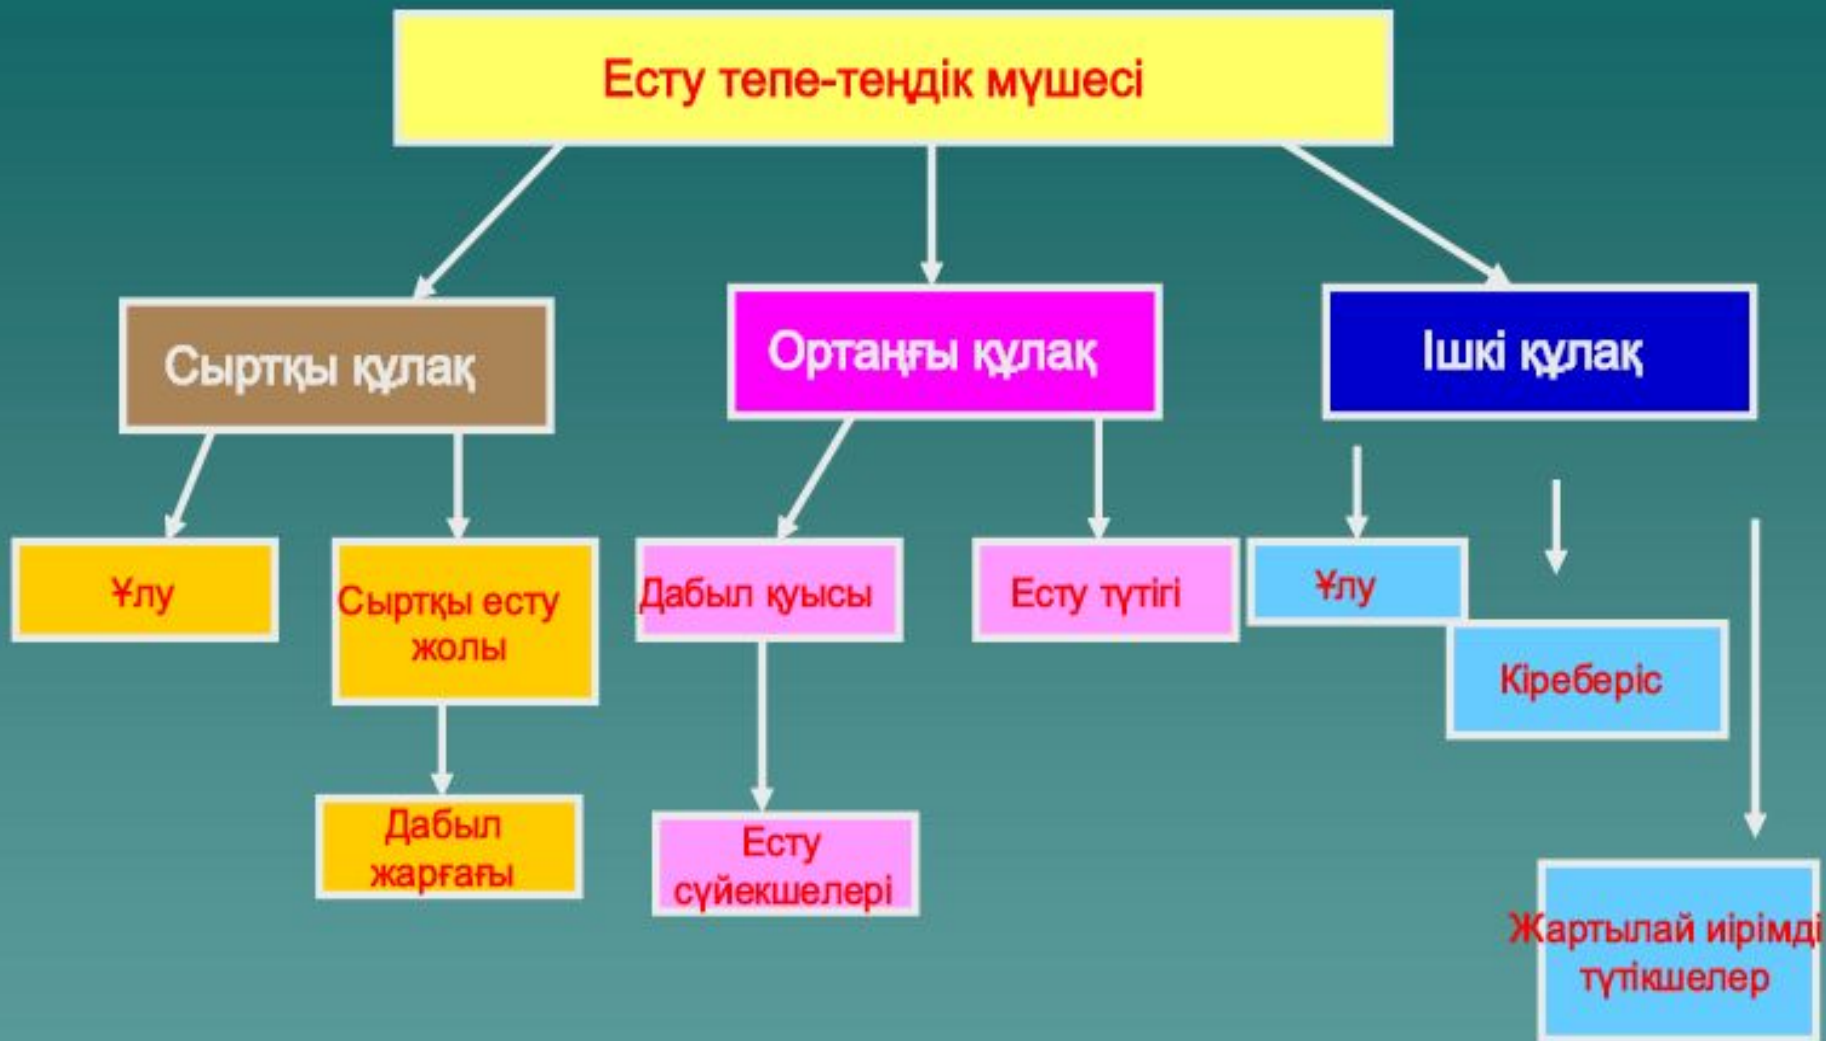 Есту тепе-теңдік мүшесі
Сыртқы құлақ
Ортаңғы құлақ
Ішкі құлақ
Ұлу
Сыртқы есту
жолы
Дабыл қуысы
Есту түтігі
Ұлу
Кіреберіс
Дабыл
жарғағы
Есту
сүйекшелері
Жартылай иірімді
түтікшелер